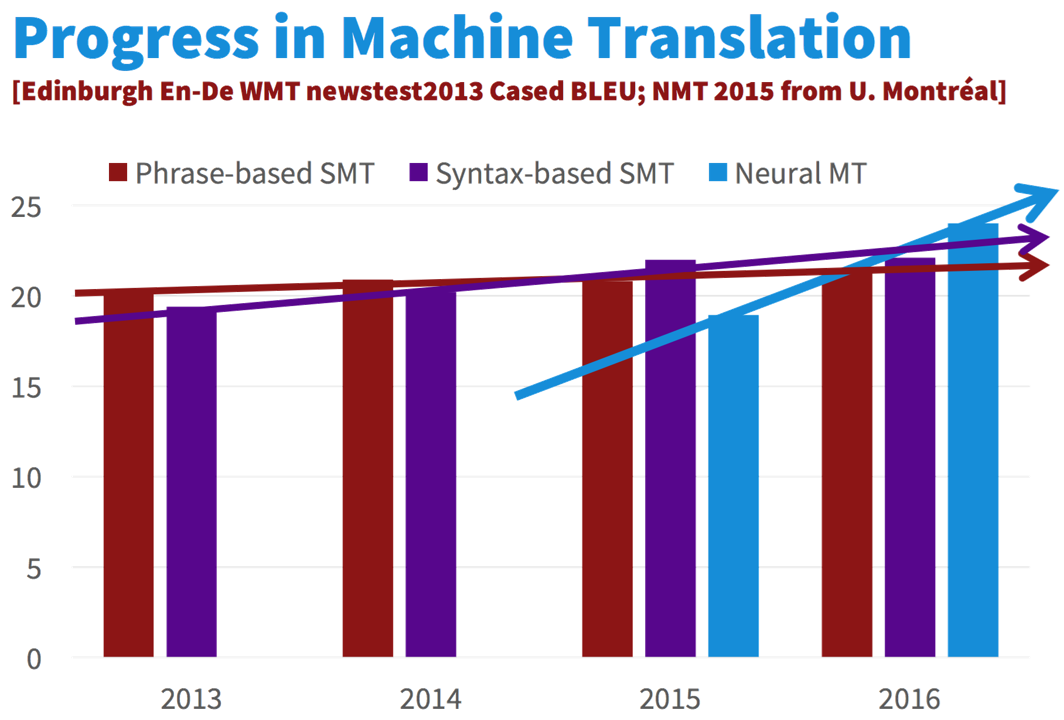 Progress in Machine Translation
[Edinburgh En-De WMT newstest2013 Cased BLEU; NMT 2015 from U. Montréal]
Phrase-based SMT Syntax-based SMT Neural MT
25
20
15
10
5
0
2013 2014 2015 2016